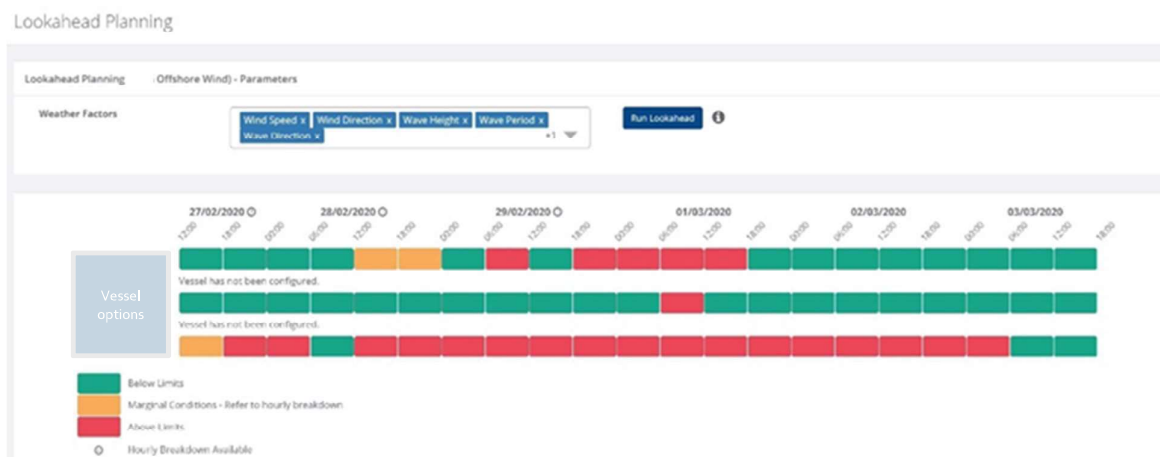 Lookahead Planning
Lookahead Planning Offshore Wind) - Parameters
Weather Factors
Wind Speed x Wind Direction x Wave Height x Wave Period x
Wave Direction x +1
Run Lookahead
27/02/2020 28/02/2020 29/02/2020 01/03/2020 02/03/2020 03/03/2020
12:00 18:00 00:00 06:00 12:00 18:00 00:00 06:00 12:00 18:00 00:00 06:00 12:00 18:00 00:00 06:00 12:00 18:00 00:00 06:00 12:00 18:00
Vessel has not been configured.
Vessel
options
Vessel has not been configured.
Below Limits
Marginal Conditions - Refer to hourly breakdown
Above Limits
Hourly Breakdown Available